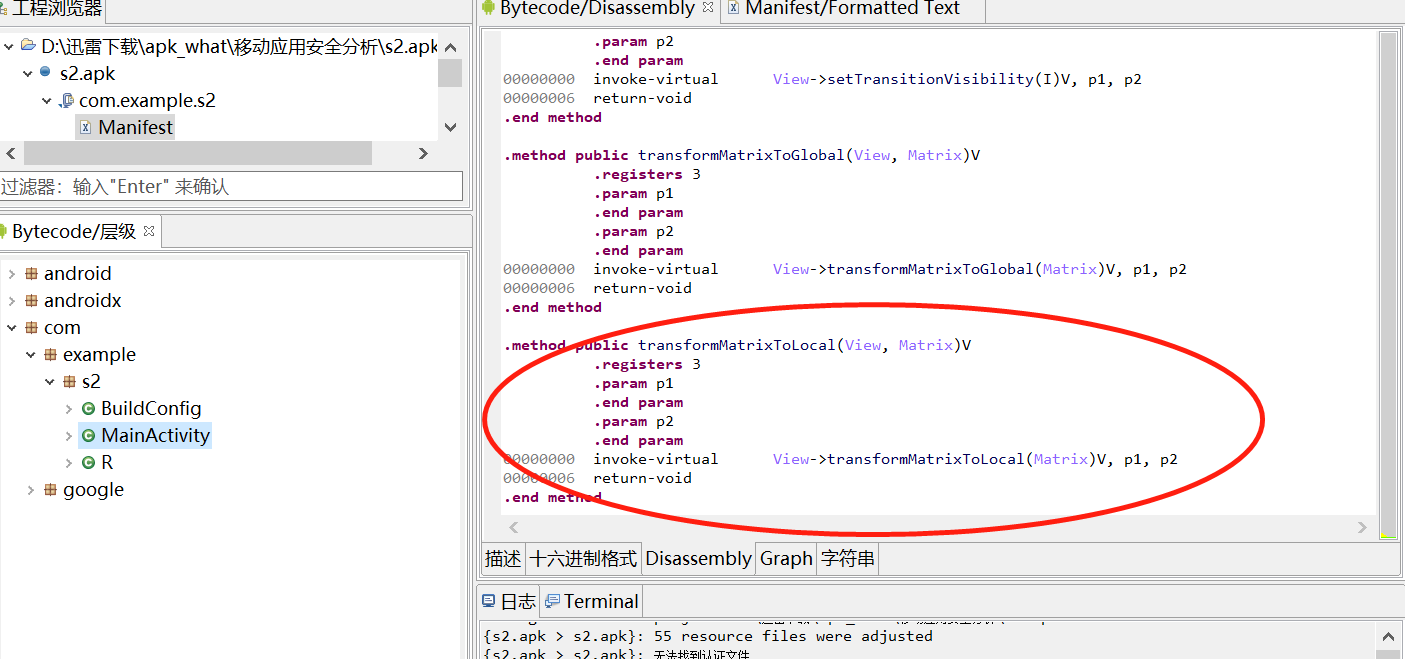 工程浏览器
D:\迅雷下载\apk_what\移动应用安全分析\s2.apk
s2.apk
com.example.s2
Manifest
过滤器：输入"Enter" 来确认
Bytecode/层级
android
androidx
com
example
s2
BuildConfig
MainActivity
R
google
Bytecode/Disassembly
Manifest/Formatted Text
.param p2
.end param
00000000 invoke-virtual View->setTransitionVisibility(I)V, p1, p2
00000006 return-void
.end method
.method public transformMatrixToGlobal(View, Matrix)V
.registers 3
.param p1
.end param
.param p2
.end param
00000000 invoke-virtual View->transformMatrixToGlobal(Matrix)V, p1, p2
00000006 return-void
.end method
.method public transformMatrixToLocal(View, Matrix)V
.registers 3
.param p1
.end param
.param p2
.end param
00000000 invoke-virtual View->transformMatrixToLocal(Matrix)V, p1, p2
00000006 return-void
.end method
描述 十六进制格式 Disassembly Graph 字符串
日志 Terminal
{s2.apk > s2.apk}: 55 resource files were adjusted
{s2.apk > s2.apk}: 无法找到认证文件